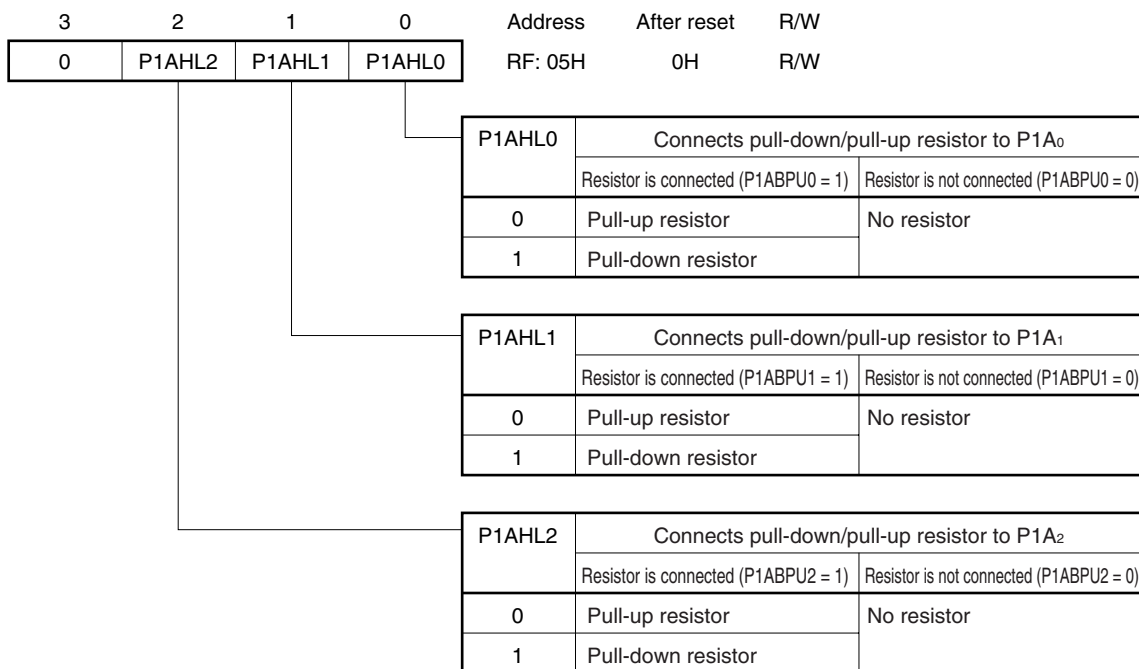 3 2 1 0 Address After reset R/W
0 P1AHL2 P1AHL1 P1AHL0 RF: 05H 0H R/W
P1AHL0 Connects pull-down/pull-up resistor to P1A₀
Resistor is connected (P1ABPU0 = 1) Resistor is not connected (P1ABPU0 = 0)
0 Pull-up resistor No resistor
1 Pull-down resistor
P1AHL1 Connects pull-down/pull-up resistor to P1A₁
Resistor is connected (P1ABPU1 = 1) Resistor is not connected (P1ABPU1 = 0)
0 Pull-up resistor No resistor
1 Pull-down resistor
P1AHL2 Connects pull-down/pull-up resistor to P1A₂
Resistor is connected (P1ABPU2 = 1) Resistor is not connected (P1ABPU2 = 0)
0 Pull-up resistor No resistor
1 Pull-down resistor